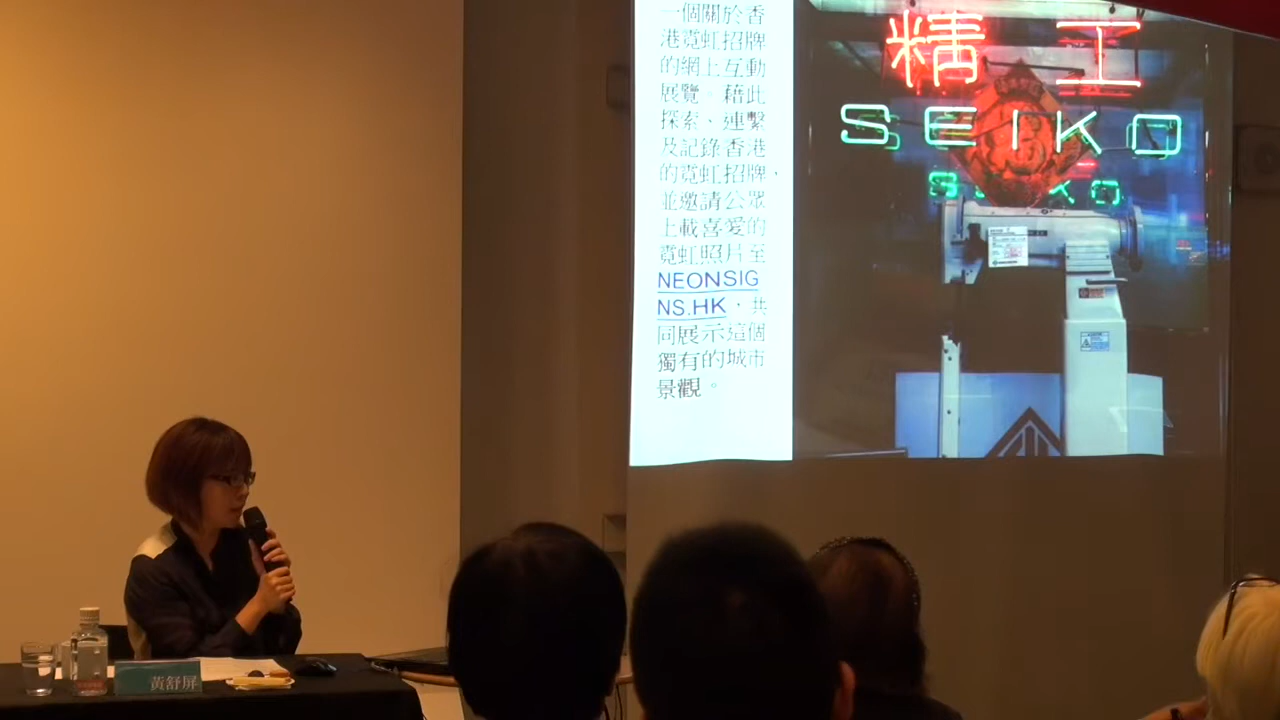 一個關於香
港霓虹招牌
的網上互動
展覽。藉此
探索、連繫
及記錄香港
的霓虹招牌，
並邀請公眾
上載喜愛的
霓虹照片至
NEONSIG
NS.HK，共
同展示這個
獨有的城市
景觀。
精工
SEIKO
黃舒屏